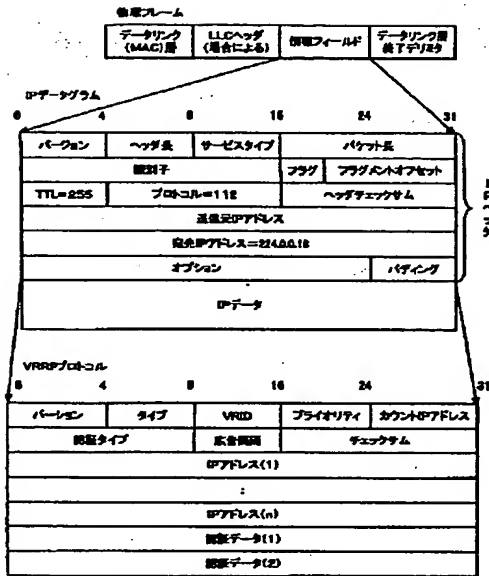 物理フレーム
データリンク (MAC)層
LLCヘッダ (場合による)
情報フィールド
データリンク層 終了デリミタ
IPデータグラム
0 4 8 16 24 31
バージョン ヘッダ長 サービスタイプ パケット長
識別子 フラグ フラグメントオフセット
TTL=255 プロトコル=112 ヘッダチェックサム
送信元IPアドレス
宛先IPアドレス=224.0.0.18
オプション パディング
IPデータ
IPヘッダ
VRRPプロトコル
0 4 8 16 24 31
バーション タイプ VRID プライオリティ カウントIPアドレス
認証タイプ 広告間隔 チェックサム
IPアドレス(1)
:
IPアドレス(n)
認証データ(1)
認証データ(2)